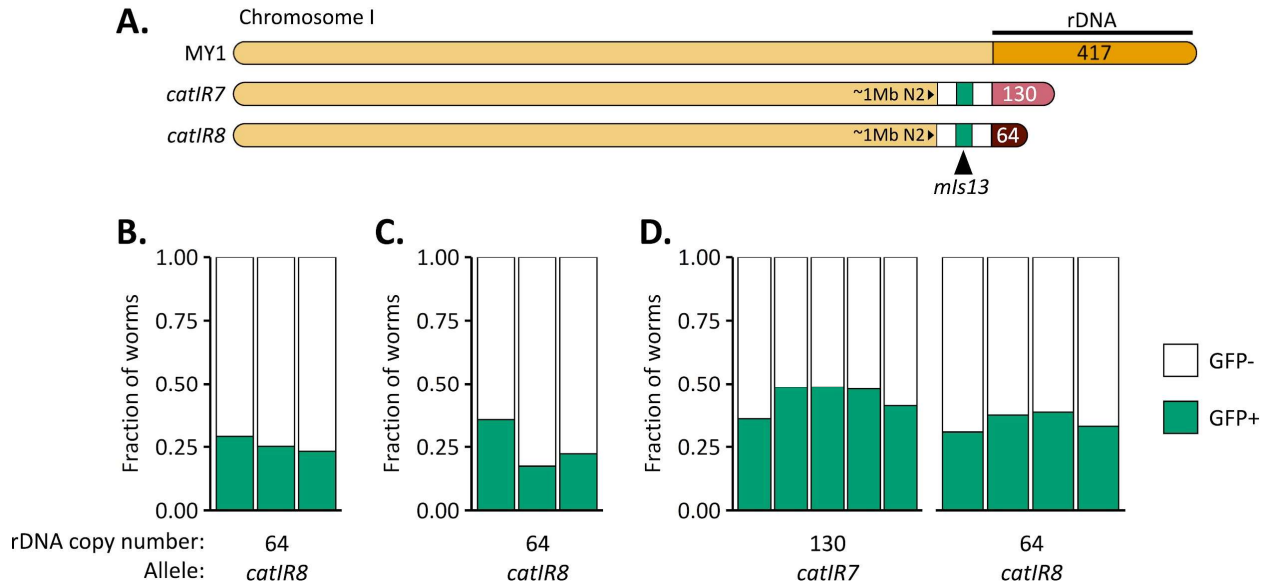 A.
Chromosome I
rDNA
MY1
417
catIR7
~1Mb N2
130
catIR8
~1Mb N2
64
mIs13
B.
C.
D.
1.00
0.75
0.50
0.25
0.00
Fraction of worms
1.00
0.75
0.50
0.25
0.00
Fraction of worms
1.00
0.75
0.50
0.25
0.00
Fraction of worms
GFP-
GFP+
rDNA copy number: 64 64 130 64
Allele: catIR8 catIR8 catIR7 catIR8